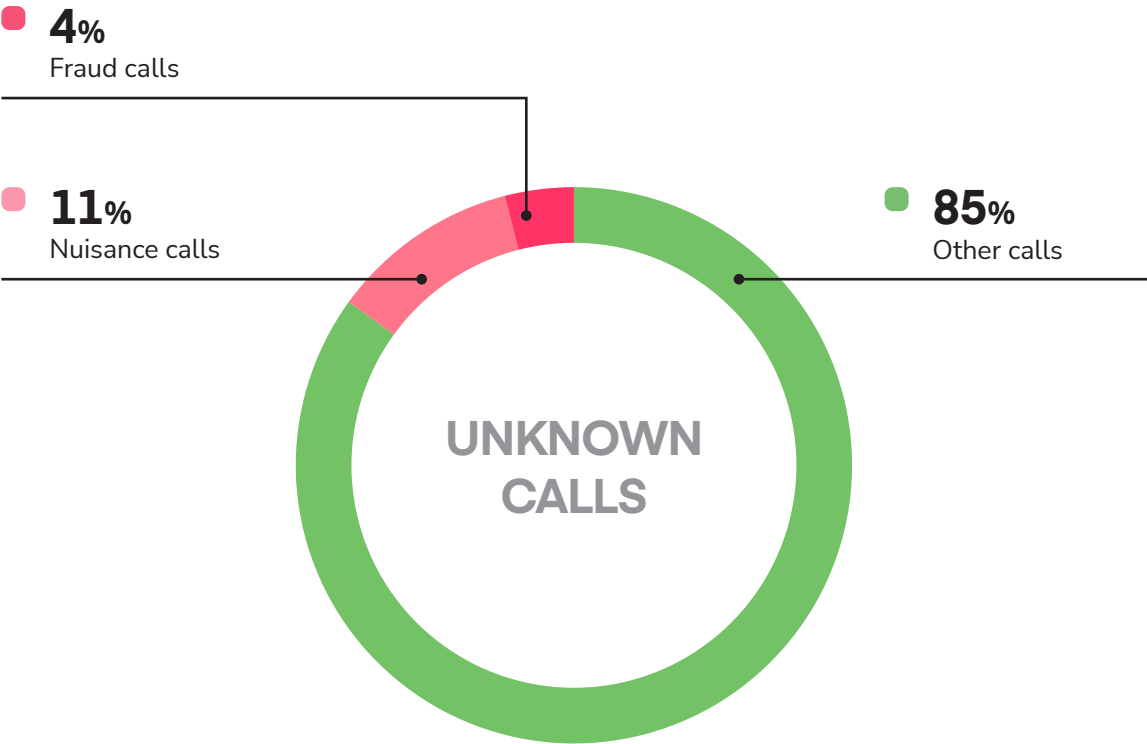 4%
Fraud calls
11%
Nuisance calls
85%
Other calls
UNKNOWN
CALLS